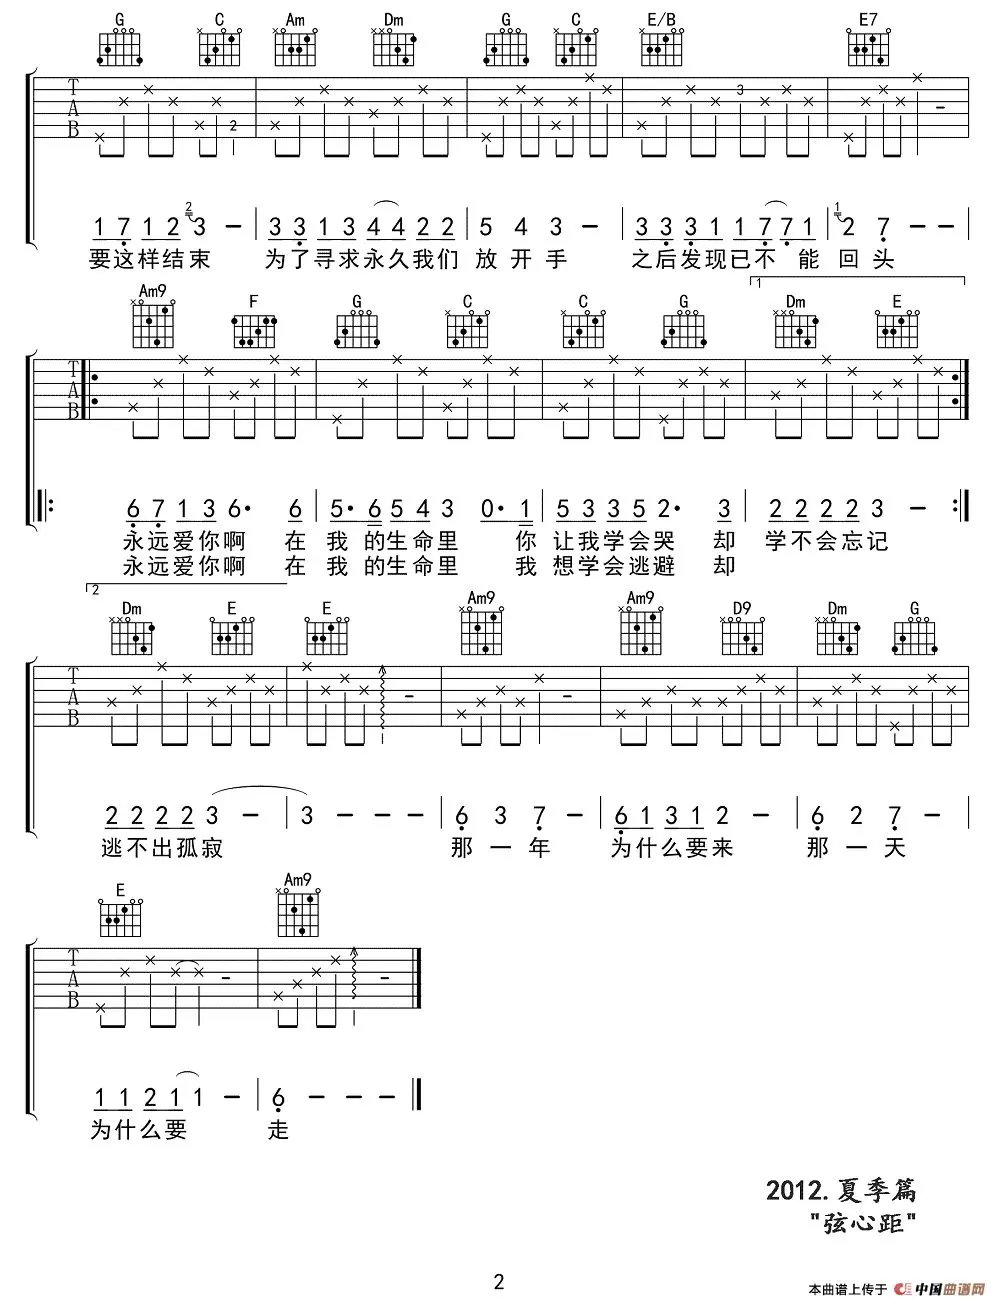 G C Am Dm G C E/B E7
T A B 2 3
1 7 1 2 2 3 – 3 3 1 3 4 4 2 2 5 4 3 – 3 3 3 1 1 7 7 1 1 2 7 –
要这样结束 为了寻求永久我们 放开手 之后发现已不 能 回头
1
Am9 F G C C G Dm E
T A B
6 7 1 3 6· 6 5· 6 5 4 3 0· 1 5 3 3 5 2· 3 2 2 2 2 3 –
永远爱你啊 在 我 的生命里 你 让我学会哭 却 学不会忘记
永远爱你啊 在 我 的生命里 我 想学会逃避 却
2
Dm E E Am9 Am9 D9 Dm G
T A B
2 2 2 2 3 – – 3 – – – 6 3 7 – 6 1 3 1 2 – 6 2 7 –
逃不出孤寂 那一年 为什么要来 那一天
E Am9
T A B
1 1 2 1 1 – – 6 – – –
为什么要 走
2012.夏季篇
"弦心距"
2
本曲谱上传于 中国曲谱网